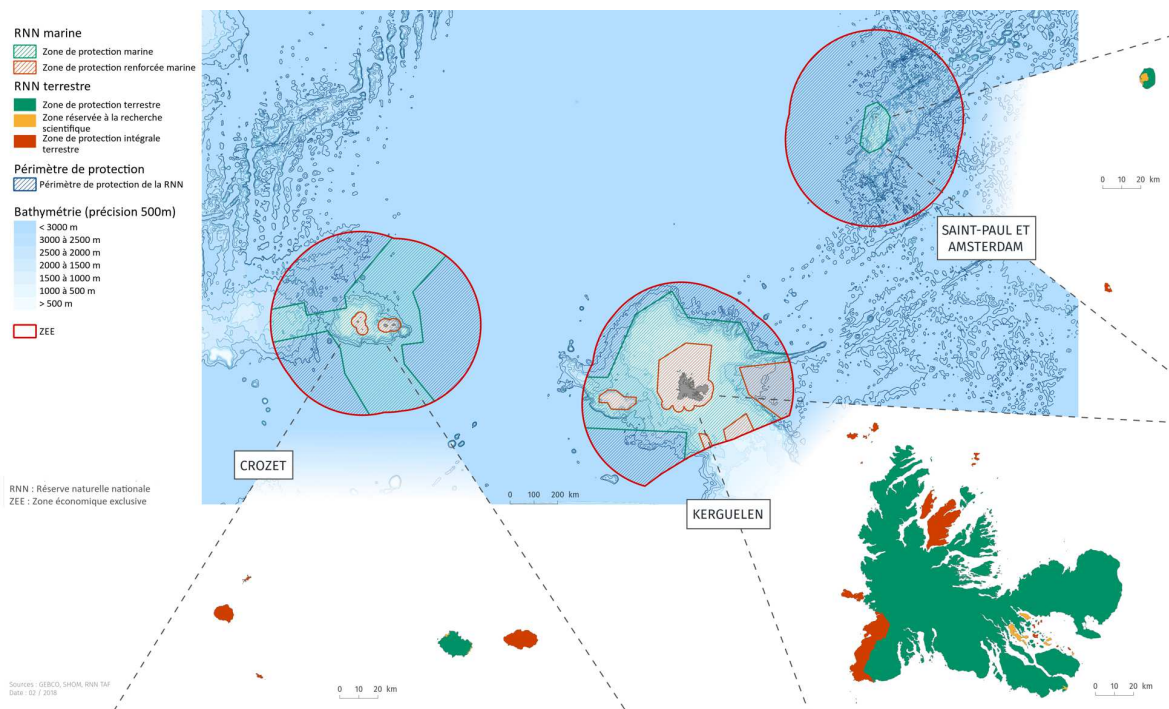 RNN marine
Zone de protection marine
Zone de protection renforcée marine
RNN terrestre
Zone de protection terrestre
Zone réservée à la recherche
scientifique
Zone de protection intégrale
terrestre
Périmètre de protection
Périmètre de protection de la RNN
Bathymétrie (précision 500m)
< 3000 m
3000 à 2500 m
2500 à 2000 m
2000 à 1500 m
1500 à 1000 m
1000 à 500 m
> 500 m
ZEE
RNN : Réserve naturelle nationale
ZEE : Zone économique exclusive
Sources : GEBCO, SHOM, RNN TAF
Date : 02 / 2018
CROZET
KERGUELEN
SAINT-PAUL ET
AMSTERDAM
0 100 200 km
0 10 20 km
0 10 20 km
0 10 20 km